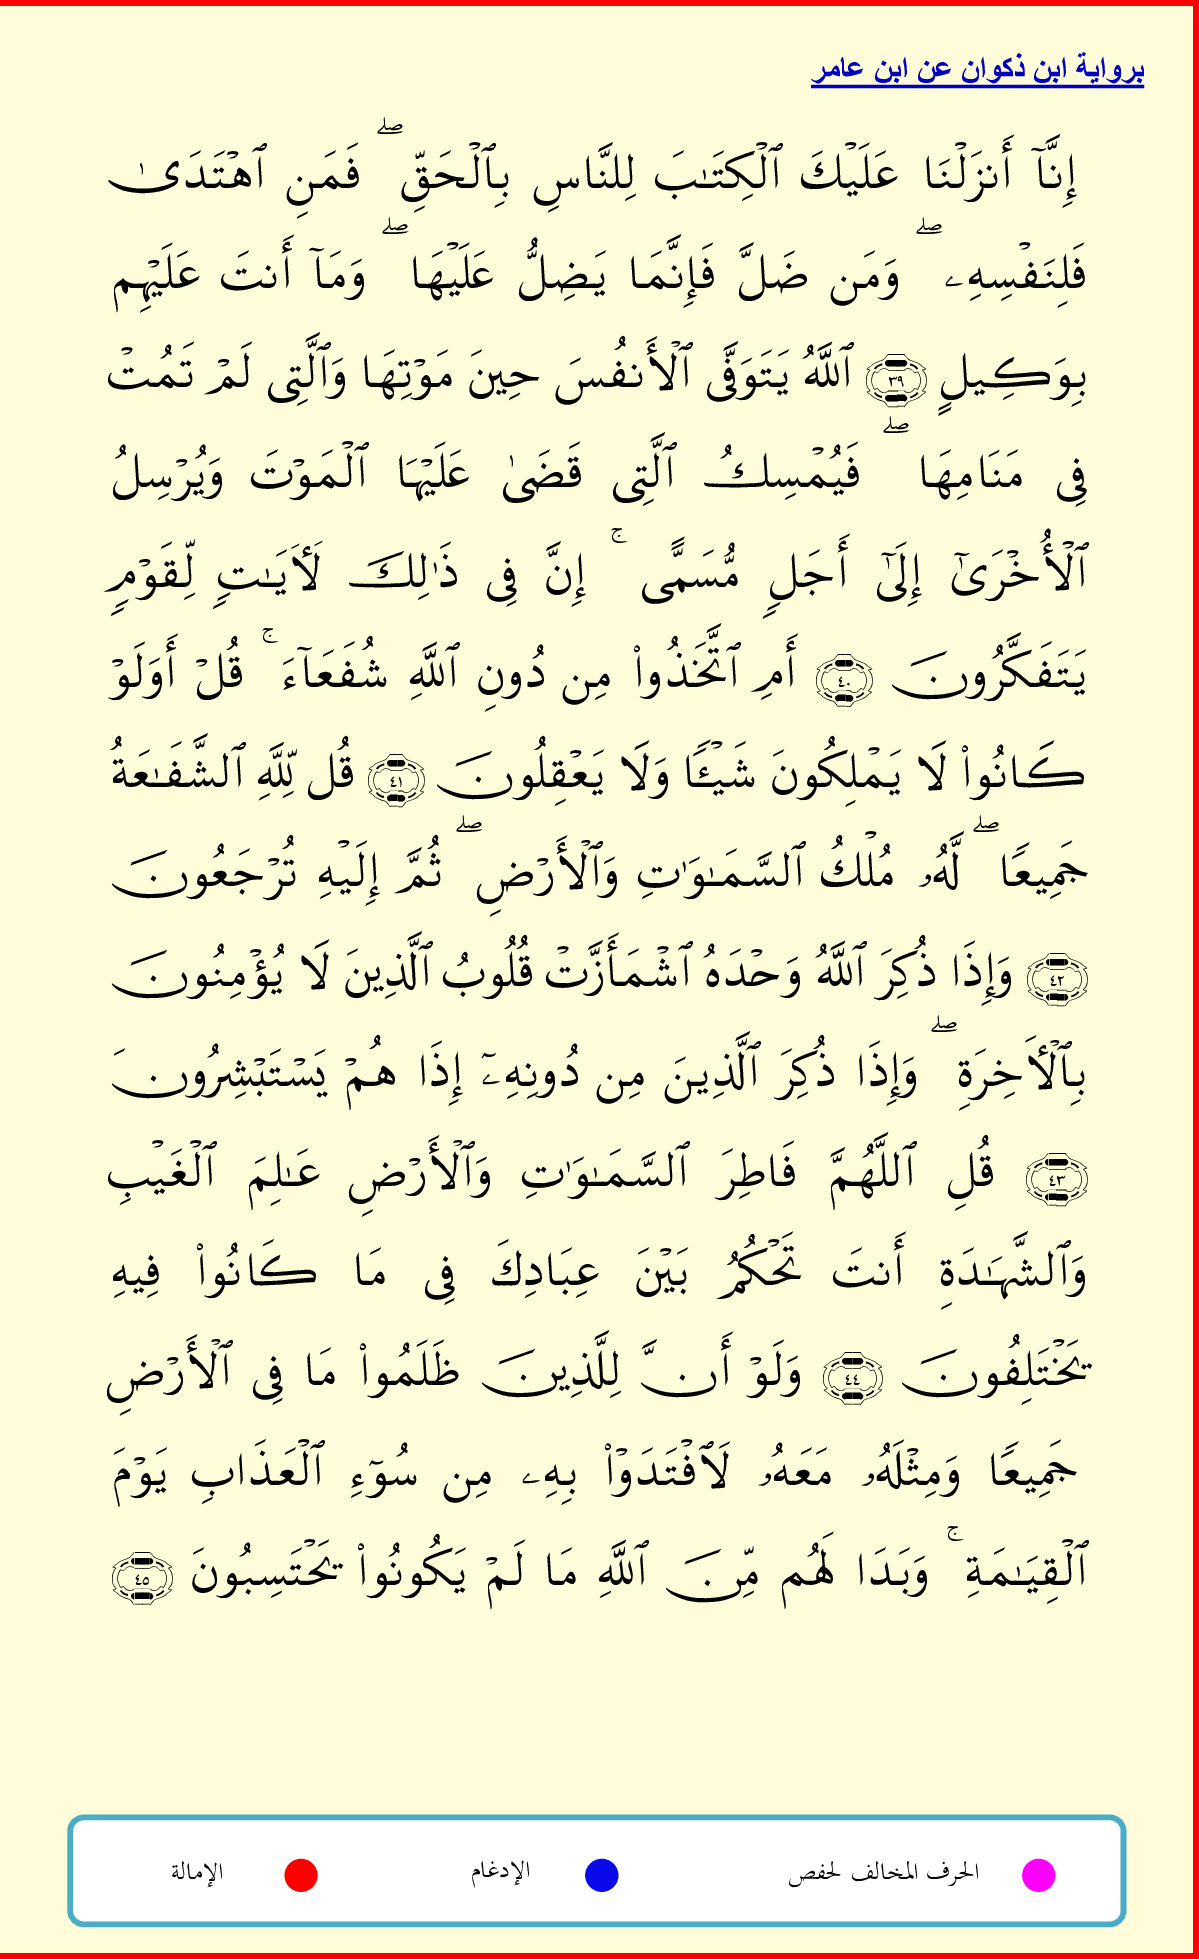 برواية ابن ذكوان عن ابن عامر
إِنَّآ أَنزَلْنَا عَلَيْكَ ٱلْكِتَـٰبَ لِلنَّاسِ بِٱلْحَقِّ ۖ فَمَنِ ٱهْتَدَىٰ
فَلِنَفْسِهِۦ ۖ وَمَن ضَلَّ فَإِنَّمَا يَضِلُّ عَلَيْهَا ۖ وَمَآ أَنتَ عَلَيْهِم
بِوَكِيلٍ ﴿٣٩﴾ ٱللَّهُ يَتَوَفَّى ٱلْأَنفُسَ حِينَ مَوْتِهَا وَٱلَّتِى لَمْ تَمُتْ
فِى مَنَامِهَا ۖ فَيُمْسِكُ ٱلَّتِى قَضَىٰ عَلَيْهَا ٱلْمَوْتَ وَيُرْسِلُ
ٱلْأُخْرَىٰٓ إِلَىٰٓ أَجَلٍ مُّسَمًّى ۚ إِنَّ فِى ذَٰلِكَ لَـَٔايَـٰتٍ لِّقَوْمٍ
يَتَفَكَّرُونَ ﴿٤٠﴾ أَمِ ٱتَّخَذُوا۟ مِن دُونِ ٱللَّهِ شُفَعَآءَ ۚ قُلْ أَوَلَوْ
كَانُوا۟ لَا يَمْلِكُونَ شَيْـًٔا وَلَا يَعْقِلُونَ ﴿٤١﴾ قُل لِّلَّهِ ٱلشَّفَـٰعَةُ
جَمِيعًا ۖ لَّهُۥ مُلْكُ ٱلسَّمَـٰوَٰتِ وَٱلْأَرْضِ ۖ ثُمَّ إِلَيْهِ تُرْجَعُونَ
﴿٤٢﴾ وَإِذَا ذُكِرَ ٱللَّهُ وَحْدَهُ ٱشْمَأَزَّتْ قُلُوبُ ٱلَّذِينَ لَا يُؤْمِنُونَ
بِٱلْـَٔاخِرَةِ ۖ وَإِذَا ذُكِرَ ٱلَّذِينَ مِن دُونِهِۦٓ إِذَا هُمْ يَسْتَبْشِرُونَ
﴿٤٣﴾ قُلِ ٱللَّهُمَّ فَاطِرَ ٱلسَّمَـٰوَٰتِ وَٱلْأَرْضِ عَـٰلِمَ ٱلْغَيْبِ
وَٱلشَّهَـٰدَةِ أَنتَ تَحْكُمُ بَيْنَ عِبَادِكَ فِى مَا كَانُوا۟ فِيهِ
يَخْتَلِفُونَ ﴿٤٤﴾ وَلَوْ أَنَّ لِلَّذِينَ ظَلَمُوا۟ مَا فِى ٱلْأَرْضِ
جَمِيعًا وَمِثْلَهُۥ مَعَهُۥ لَٱفْتَدَوْا۟ بِهِۦ مِن سُوٓءِ ٱلْعَذَابِ يَوْمَ
ٱلْقِيَـٰمَةِ ۚ وَبَدَا لَهُم مِّنَ ٱللَّهِ مَا لَمْ يَكُونُوا۟ يَحْتَسِبُونَ ﴿٤٥﴾
الحرف المخالف لحفص الإدغام الإمالة